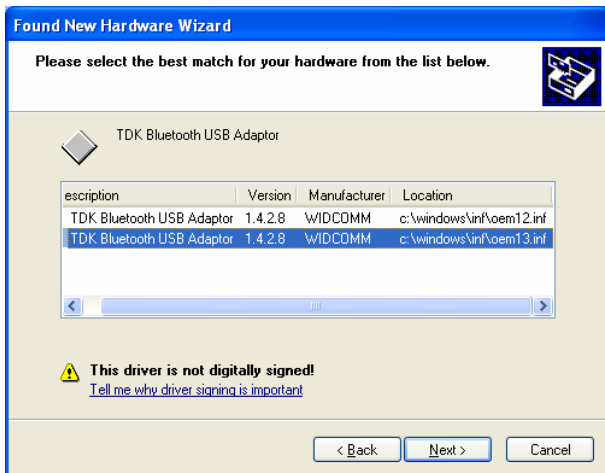 Found New Hardware Wizard
Please select the best match for your hardware from the list below.
TDK Bluetooth USB Adaptor
escription Version Manufacturer Location
TDK Bluetooth USB Adaptor 1.4.2.8 WIDCOMM c:\windows\inf\oem12.inf
TDK Bluetooth USB Adaptor 1.4.2.8 WIDCOMM c:\windows\inf\oem13.inf
This driver is not digitally signed!
Tell me why driver signing is important
< Back Next > Cancel